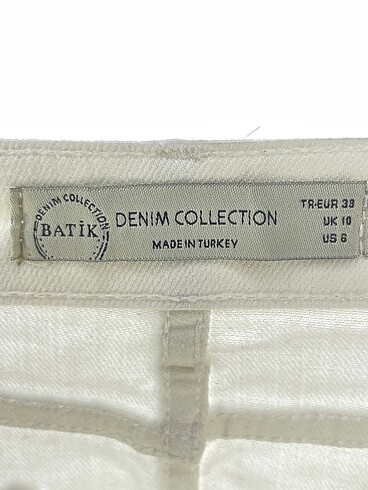 DENIM COLLECTION
BATİK
DENIM COLLECTION
MADE IN TURKEY
TR-EUR 38
UK 10
US 6